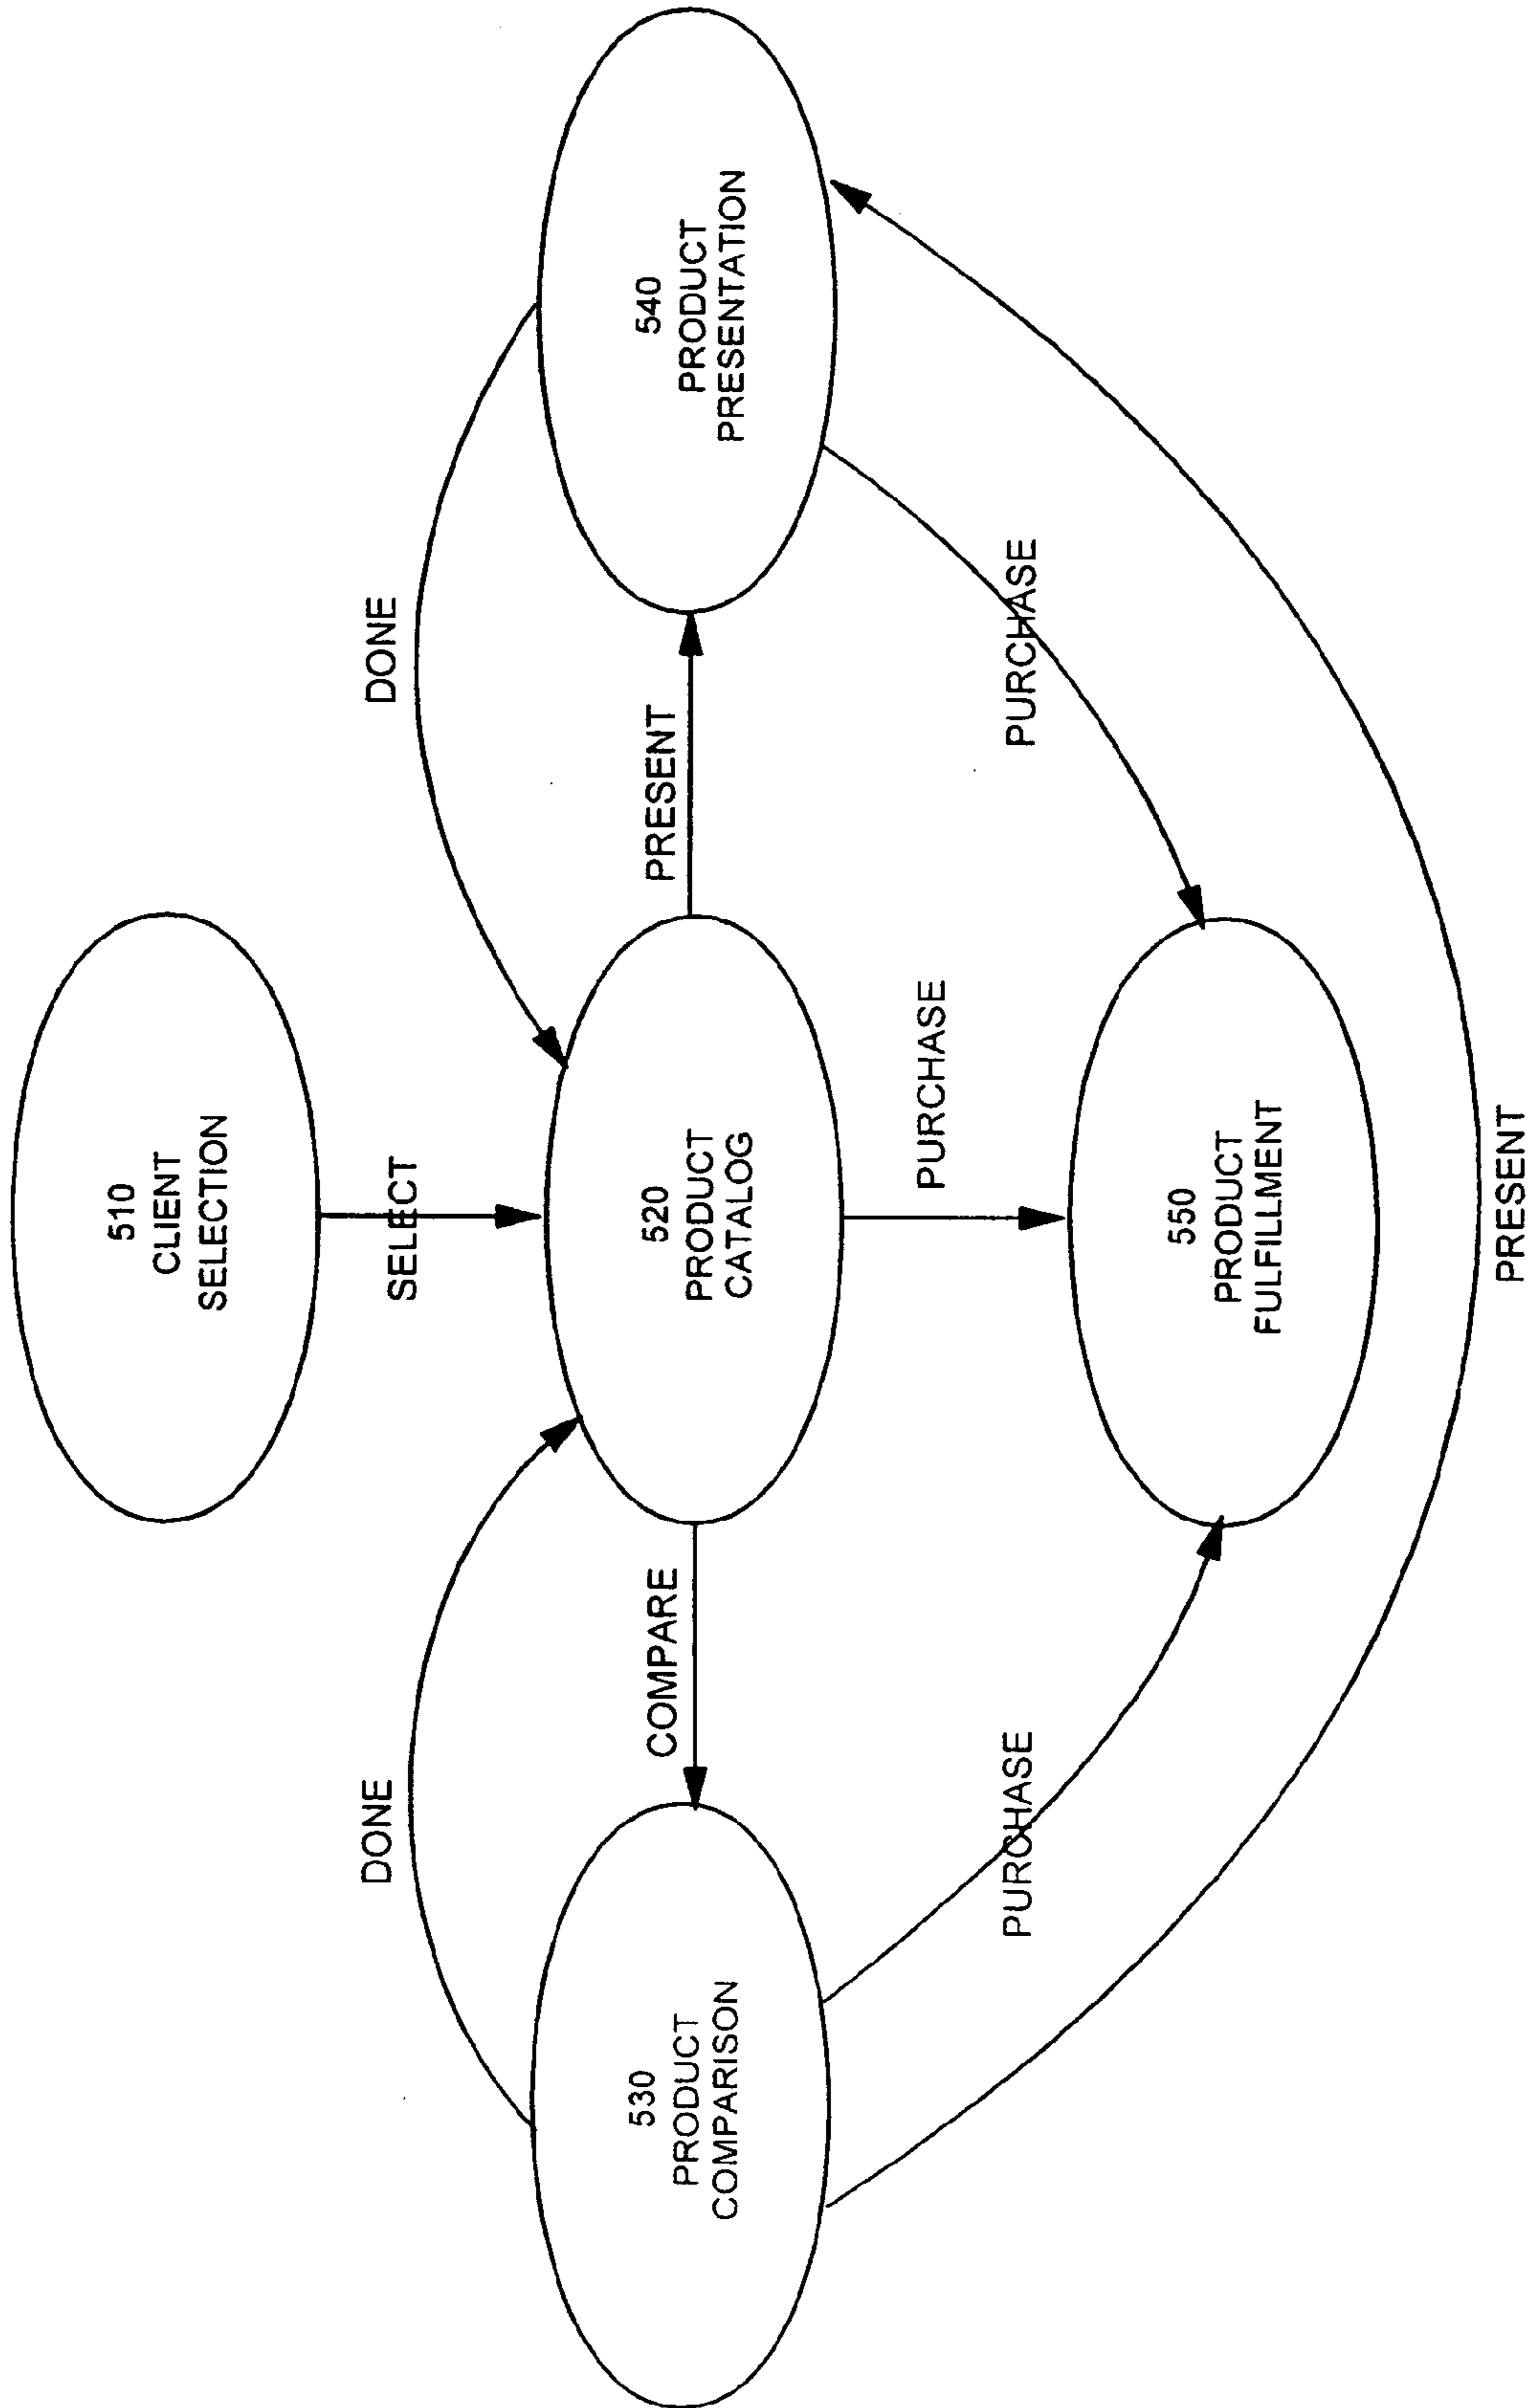 510
CLIENT
SELECTION
DONE
SELECT
DONE
530
PRODUCT
COMPARISON
COMPARE
520
PRODUCT
CATALOG
PRESENT
540
PRODUCT
PRESENTATION
PURCHASE
PURCHASE
PURCHASE
550
PRODUCT
FULFILLMENT
PRESENT